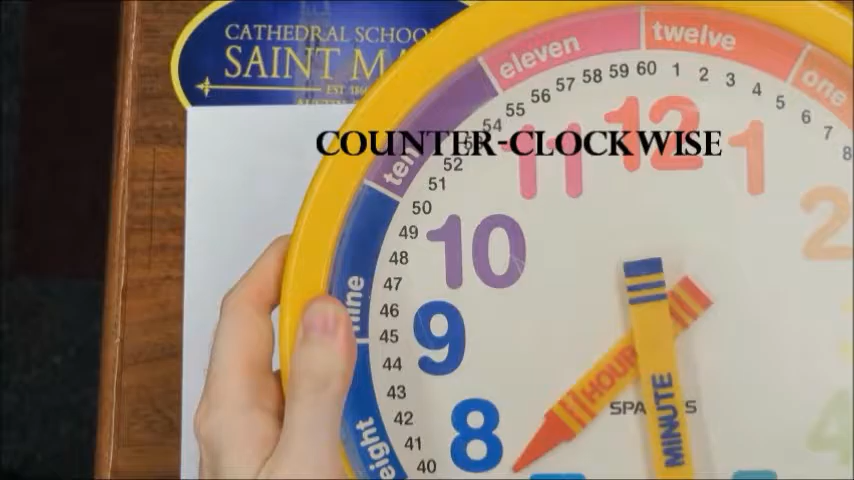 CATHEDRAL SCHOOL
SAINT MA
COUNTER-CLOCKWISE
eleven
twelve
one
ten
nine
eight
50 49 48 47 46 45 44 43 42 41 40
51 52 54 55 56 57 58 59 60 1 2 3 4 5 6 7 8
12
11
1
10
2
9
8
4
HOUR
MINUTE
SPA S